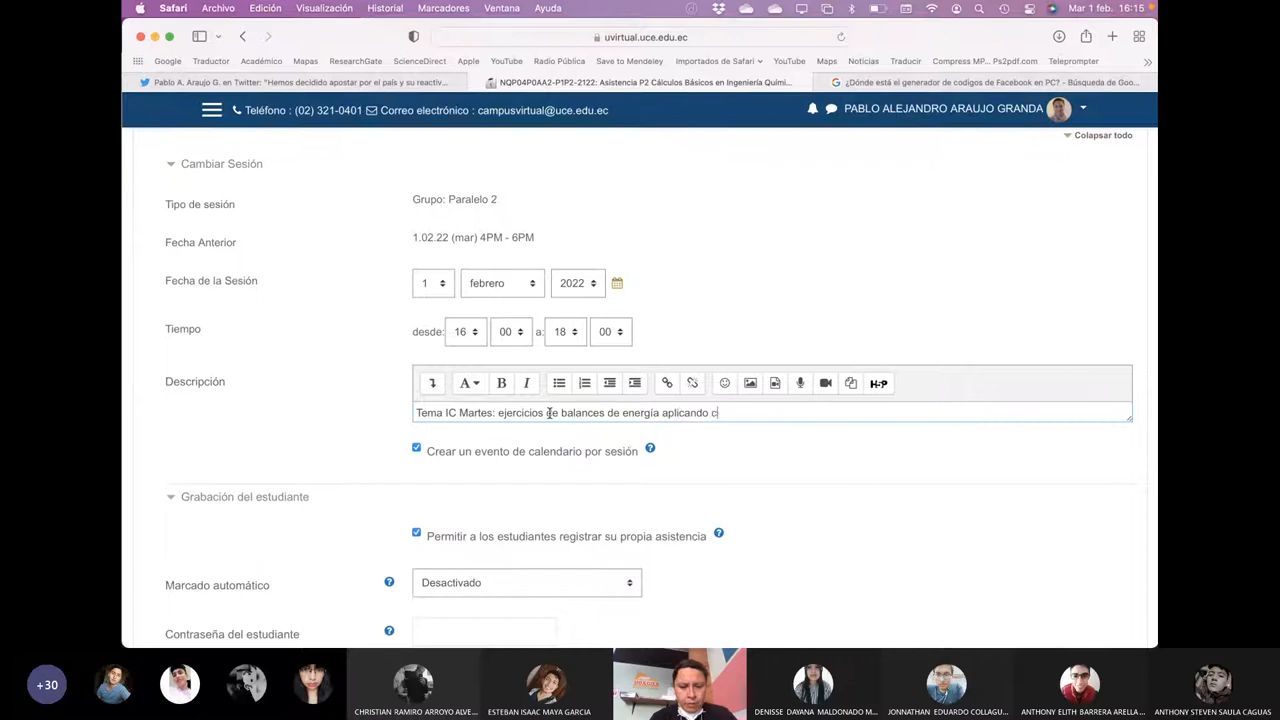 Safari Archivo Edición Visualización Historial Marcadores Ventana Ayuda Mar 1 feb. 16:15
uvirtual.uce.edu.ec
Google Traductor Académico Mapas ResearchGate ScienceDirect Apple YouTube Radio Pública Save to Mendeley Importados de Safari YouTube Maps Noticias Traducir Compress MP... Ps2pdf.com Teleprompter
Pablo A. Araujo G. en Twitter: "Hemos decidido apostar por el país y su reactiv... NQP04P0AA2-P1P2-2122: Asistencia P2 Cálculos Básicos en Ingeniería Quími... ¿Dónde está el generador de codigos de Facebook en PC? - Búsqueda de Goo...
Teléfono : (02) 321-0401 Correo electrónico : campusvirtual@uce.edu.ec PABLO ALEJANDRO ARAUJO GRANDA
Colapsar todo
Cambiar Sesión
Tipo de sesión Grupo: Paralelo 2
Fecha Anterior 1.02.22 (mar) 4PM - 6PM
Fecha de la Sesión 1 febrero 2022
Tiempo desde: 16 00 a: 18 00
Descripción A B I H-P
Tema IC Martes: ejercicios de balances de energía aplicando c
Crear un evento de calendario por sesión ?
Grabación del estudiante
Permitir a los estudiantes registrar su propia asistencia ?
Marcado automático ? Desactivado
Contraseña del estudiante ?
+30
CHRISTIAN RAMIRO ARROYO ALVE... ESTEBAN ISAAC MAYA GARCIA DENISSE DAYANA MALDONADO M... JONNATHAN EDUARDO COLLAGU... ANTHONY ELITH BARRERA ARELLA... ANTHONY STEVEN SAULA CAGUAS